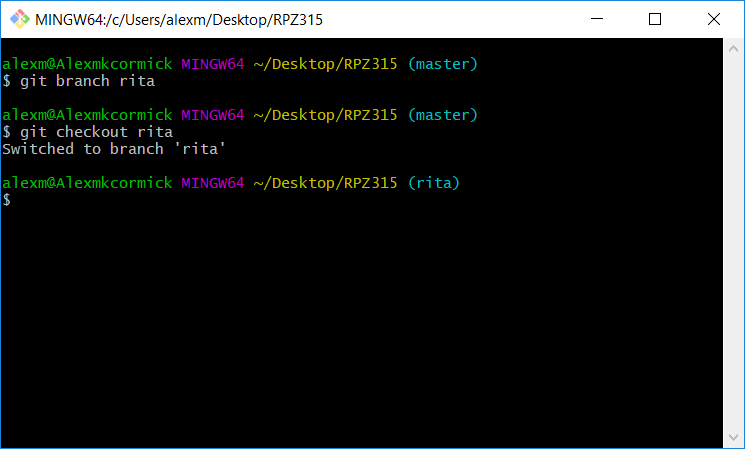 MINGW64:/c/Users/alexm/Desktop/RPZ315
alexm@Alexmkcormick MINGW64 ~/Desktop/RPZ315 (master)
$ git branch rita
alexm@Alexmkcormick MINGW64 ~/Desktop/RPZ315 (master)
$ git checkout rita
Switched to branch 'rita'
alexm@Alexmkcormick MINGW64 ~/Desktop/RPZ315 (rita)
$